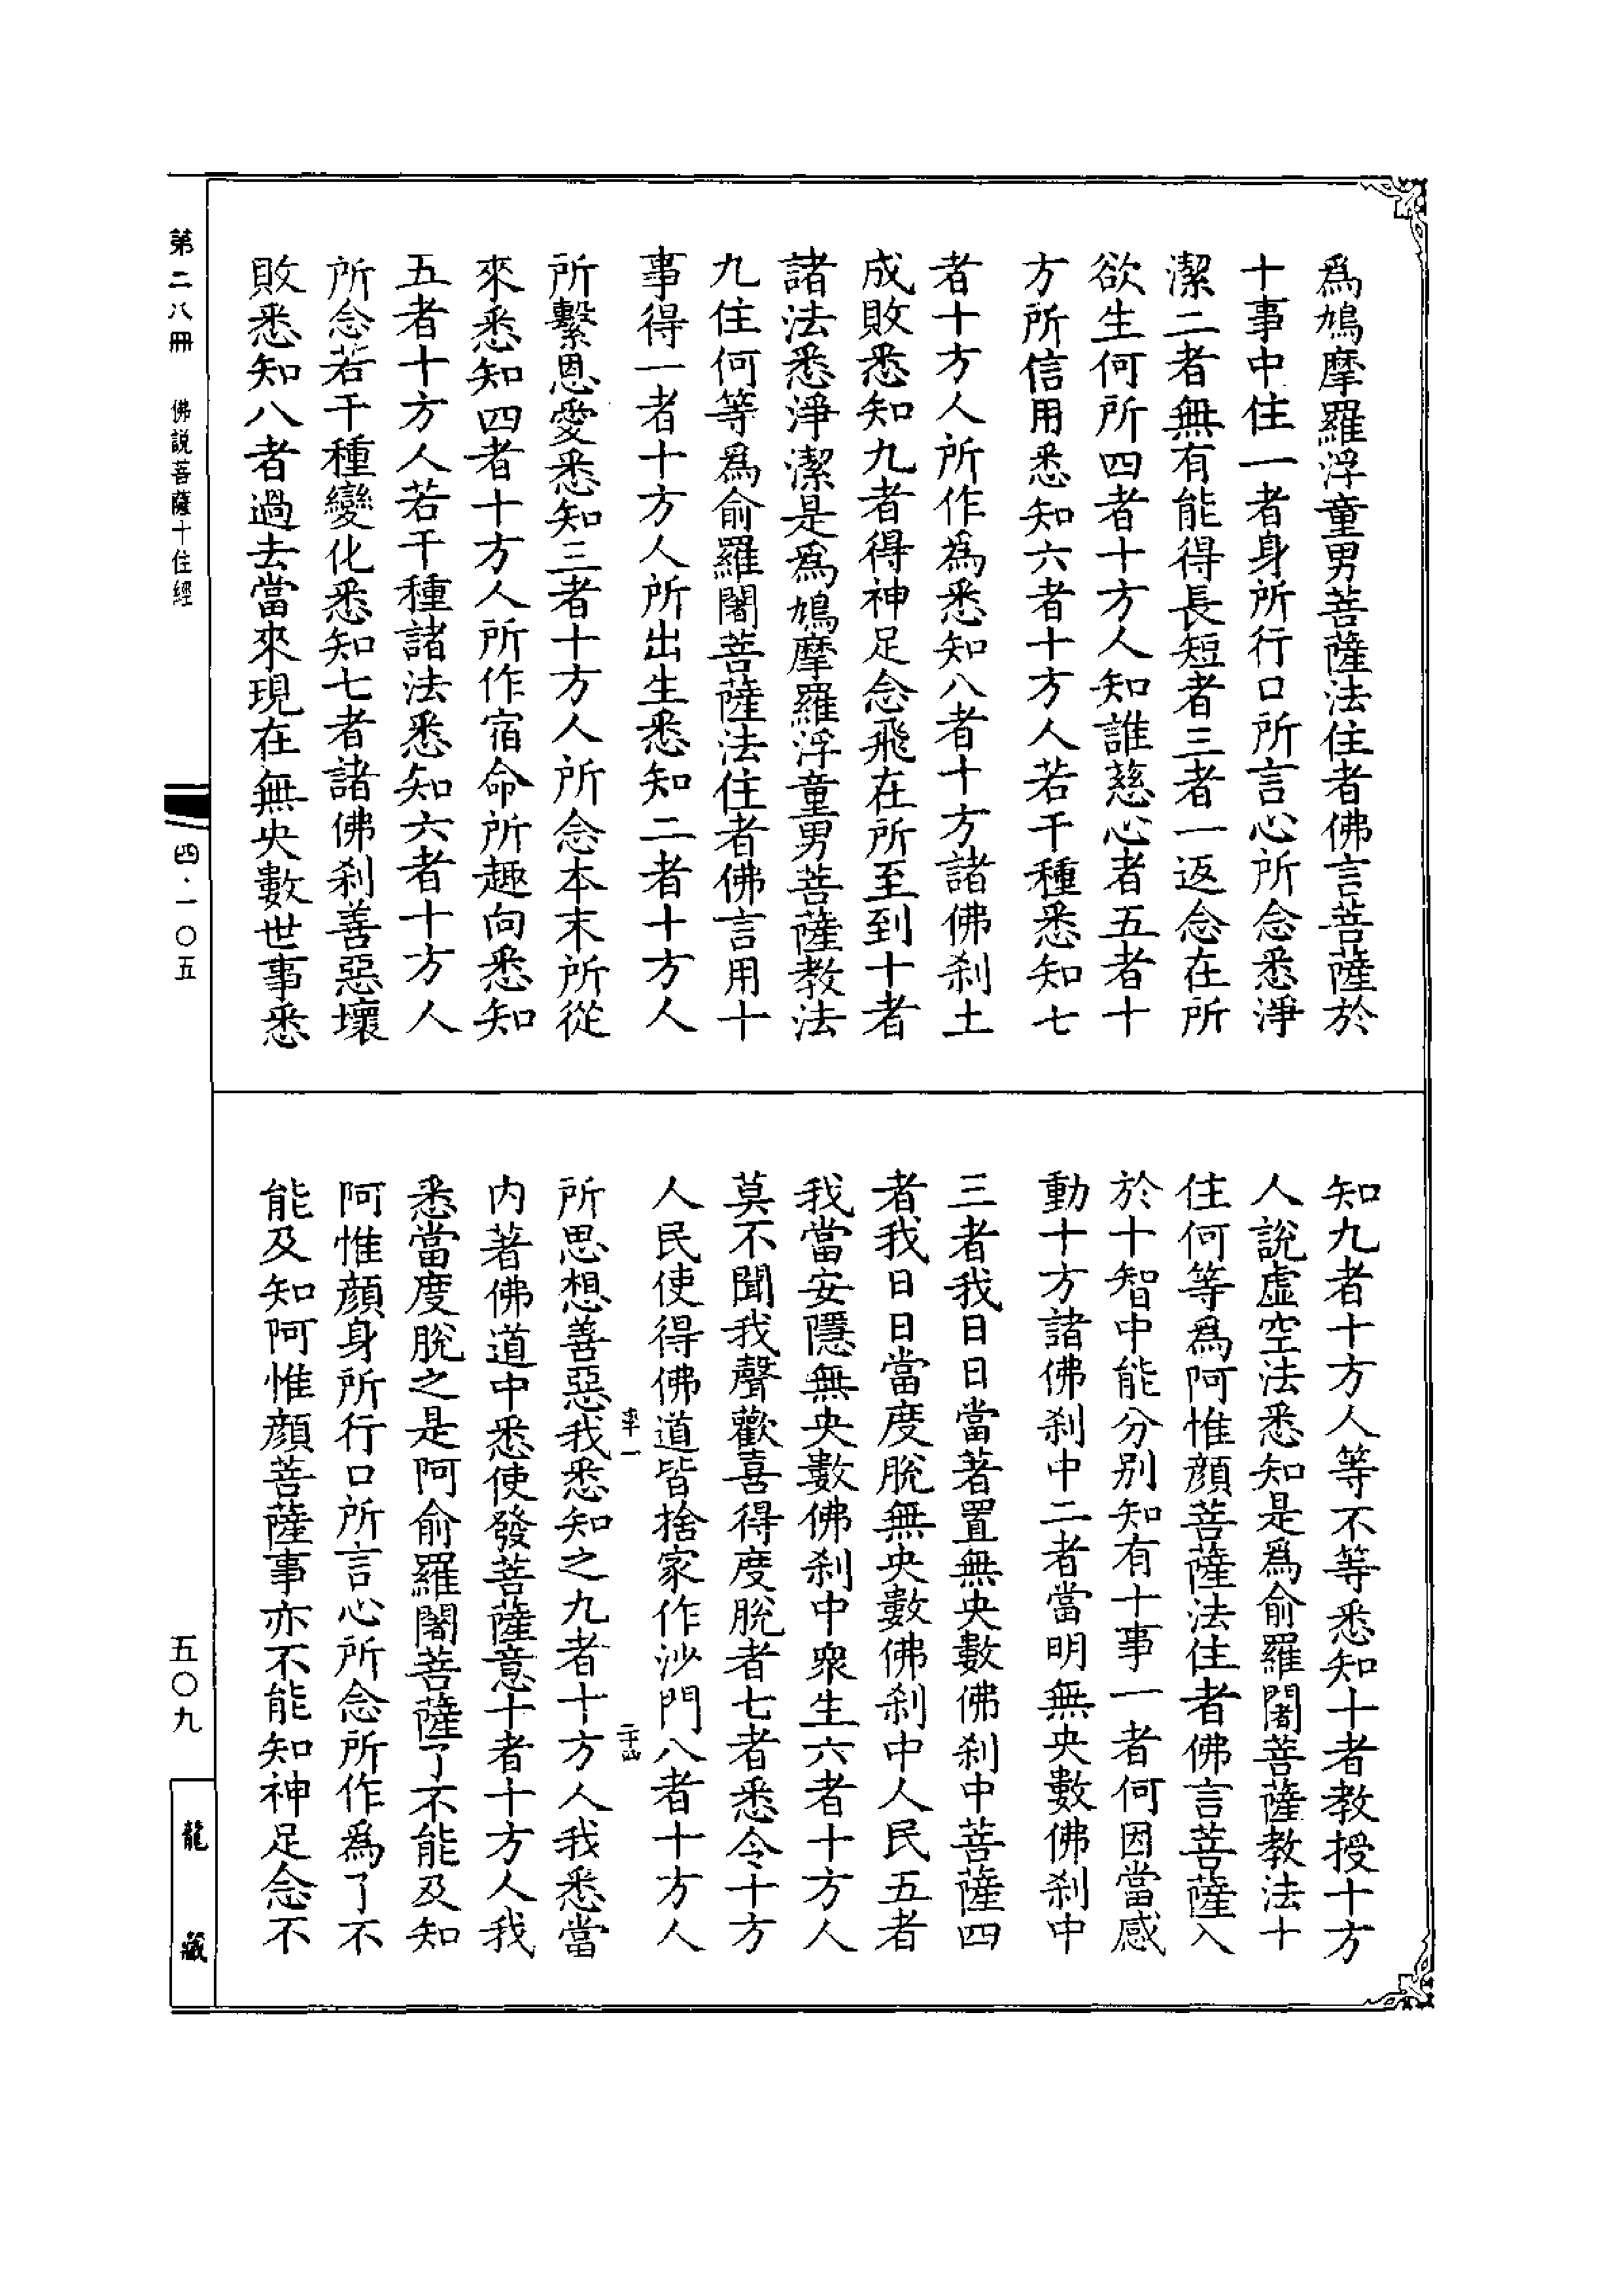 爲鳩摩羅浮童男菩薩法住者佛言菩薩於
十事中住一者身所行口所言心所念悉淨
潔二者無有能得長短者三者一返念在所
欲生何所四者十方人知誰慈心者五者十
方所信用悉知六者十方人若干種悉知七
者十方人所作爲悉知八者十方諸佛刹土
成敗悉知九者得神足念飛在所至到十者
諸法悉淨潔是爲鳩摩羅浮童男菩薩教法
九住何等爲俞羅闍菩薩法住者佛言用十
事得一者十方人所出生悉知二者十方人
所繫恩愛悉知三者十方人所念本末所從
來悉知四者十方人所作宿命所趣向悉知
五者十方人若干種諸法悉知六者十方人
所念若干種變化悉知七者諸佛刹善惡壞
敗悉知八者過去當來現在無央數世事悉
知九者十方人等不等悉知十者教授十方
人說虛空法悉知是爲俞羅闍菩薩教法十
住何等爲阿惟顔菩薩法住者佛言菩薩入
於十智中能分别知有十事一者何因當感
動十方諸佛刹中二者當明無央數佛刹中
三者我日日當著置無央數佛刹中菩薩四
者我日日當度脫無央數佛刹中人民五者
我當安隱無央數佛刹中衆生六者十方人
莫不聞我聲歡喜得度脫者七者悉令十方
人民使得佛道皆捨家作沙門八者十方人
所思想善惡我悉知之九者十方人我悉當
内著佛道中悉使發菩薩意十者十方人我
悉當度脫之是阿俞羅闍菩薩了不能及知
阿惟顔身所行口所言心所念所作爲了不
能及知阿惟顔菩薩事亦不能知神足念不
第二八冊　佛説菩薩十住經
四·一〇五
五〇九
龍藏